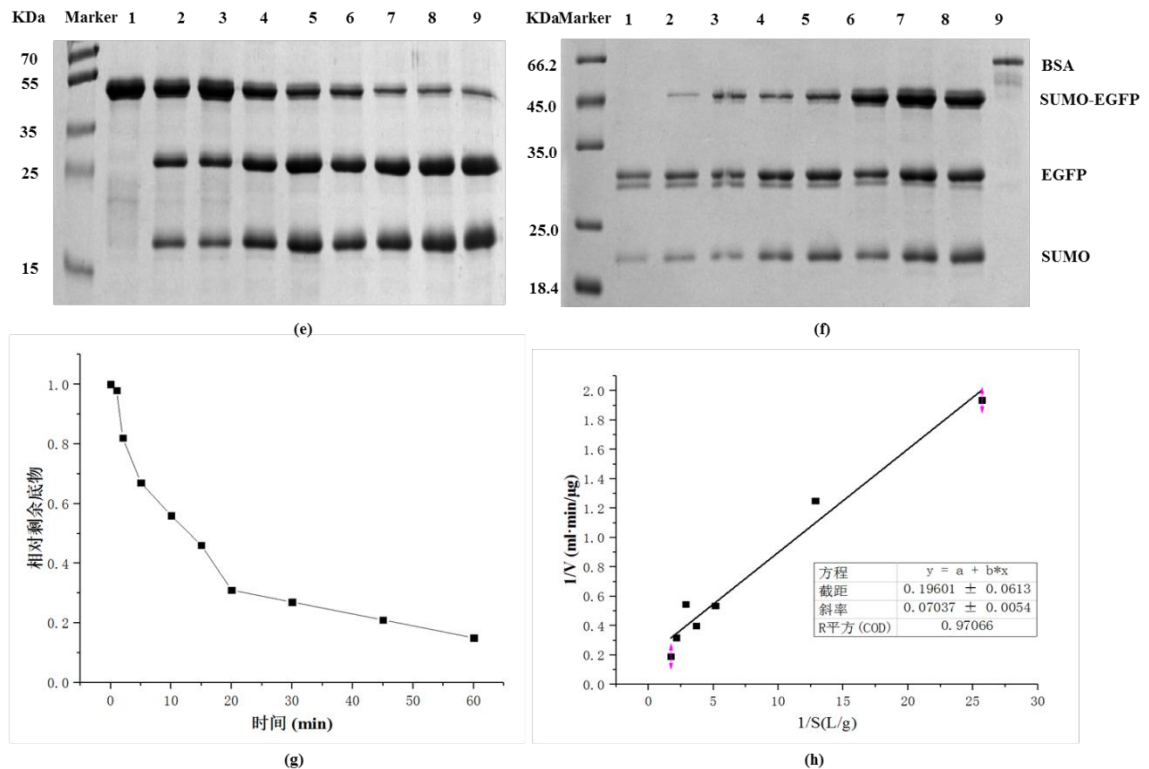 KDa Marker 1 2 3 4 5 6 7 8 9
70
55
35
25
15
(e)
KDa Marker 1 2 3 4 5 6 7 8 9
66.2
45.0
35.0
25.0
18.4
BSA
SUMO-EGFP
EGFP
SUMO
(f)
相对剩余底物
1.0
0.8
0.6
0.4
0.2
0.0
0 10 20 30 40 50 60
时间 (min)
(g)
1/V (ml·min/μg)
2.0
1.8
1.6
1.4
1.2
1.0
0.8
0.6
0.4
0.2
0.0
方程 y = a + b*x
截距 0.19601 ± 0.0613
斜率 0.07037 ± 0.0054
R平方(COD) 0.97066
0 5 10 15 20 25 30
1/S(L/g)
(h)